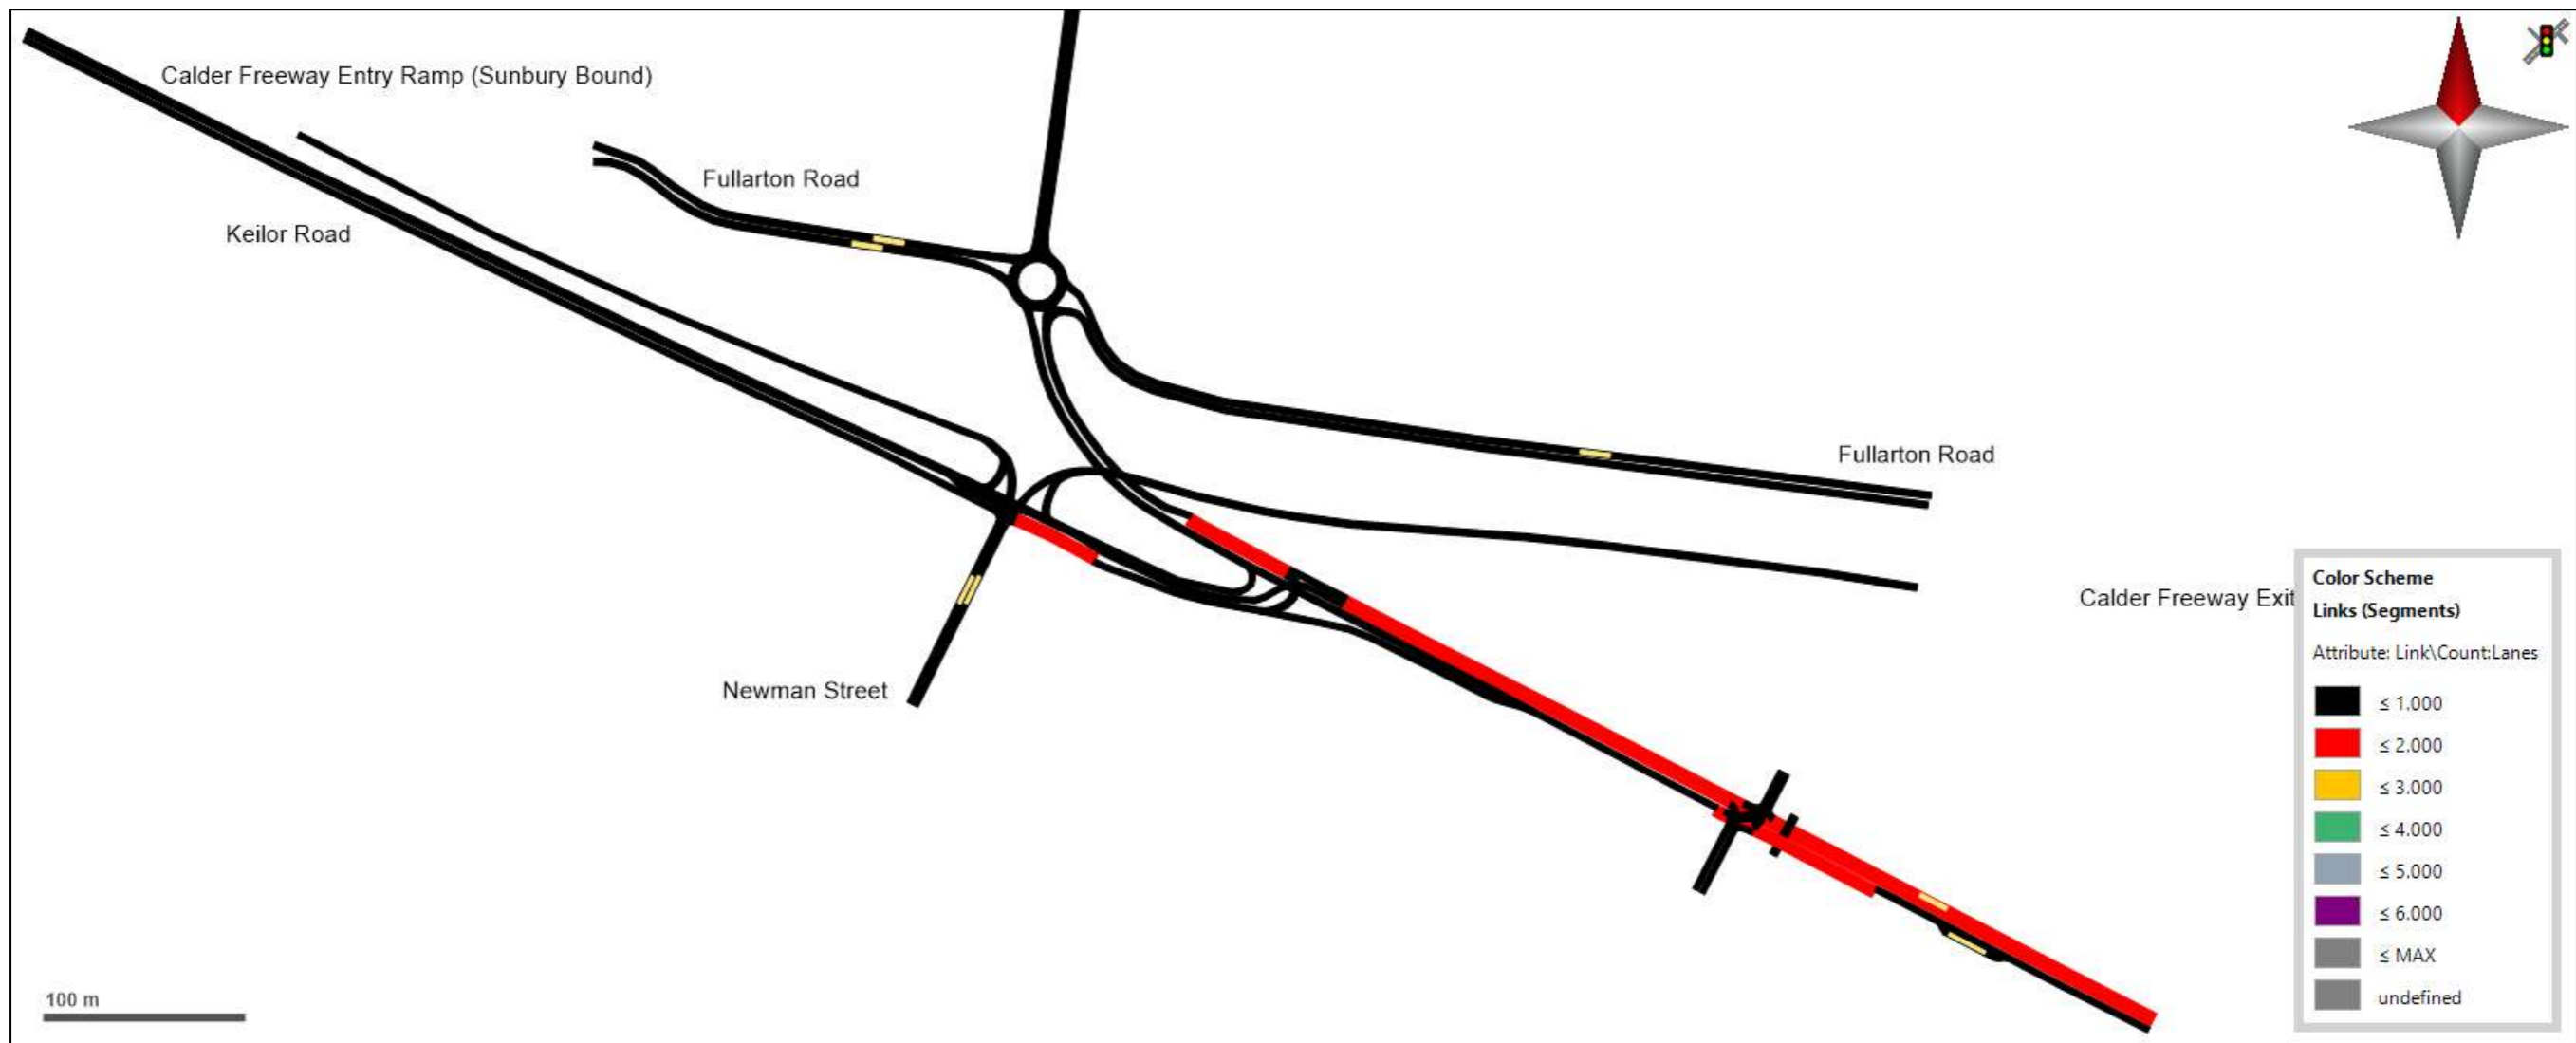 Calder Freeway Entry Ramp (Sunbury Bound)
Fullarton Road
Keilor Road
Fullarton Road
Calder Freeway Exit
Newman Street
Color Scheme
Links (Segments)
Attribute: Link\Count:Lanes
≤ 1.000
≤ 2.000
≤ 3.000
≤ 4.000
≤ 5.000
≤ 6.000
≤ MAX
undefined
100 m